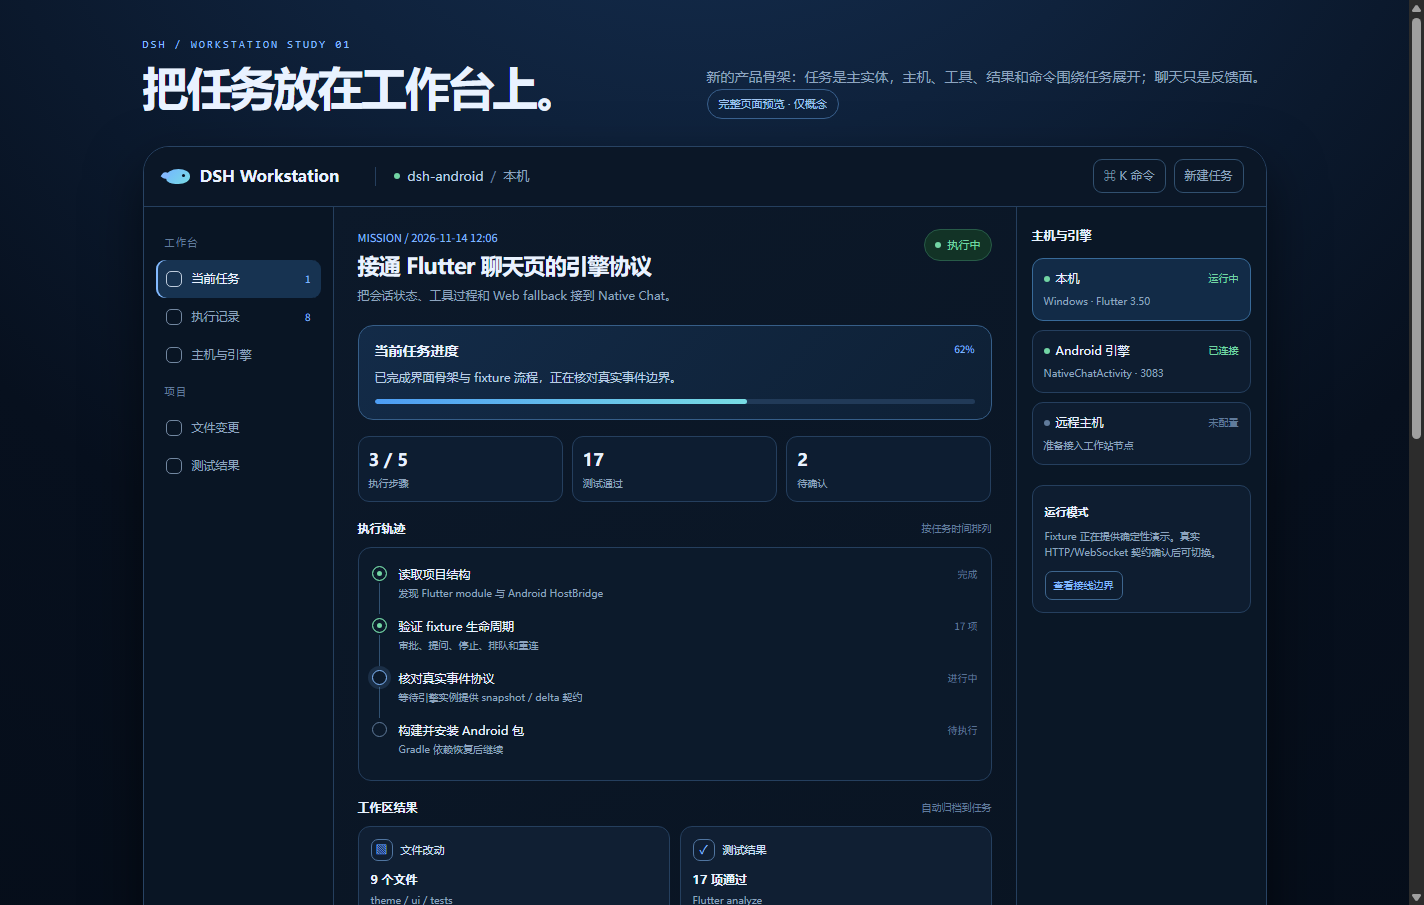 DSH / WORKSTATION STUDY 01
把任务放在工作台上。
新的产品骨架：任务是主实体，主机、工具、结果和命令围绕任务展开；聊天只是反馈面。
完整页面预览 · 仅概念
DSH Workstation
dsh-android / 本机
⌘ K 命令
新建任务
工作台
当前任务 1
执行记录 8
主机与引擎
项目
文件变更
测试结果
MISSION / 2026-11-14 12:06
接通 Flutter 聊天页的引擎协议
把会话状态、工具过程和 Web fallback 接到 Native Chat。
执行中
当前任务进度 62%
已完成界面骨架与 fixture 流程，正在核对真实事件边界。
3 / 5
执行步骤
17
测试通过
2
待确认
执行轨迹 按任务时间排列
读取项目结构 完成
发现 Flutter module 与 Android HostBridge
验证 fixture 生命周期 17 项
审批、提问、停止、排队和重连
核对真实事件协议 进行中
等待引擎实例提供 snapshot / delta 契约
构建并安装 Android 包 待执行
Gradle 依赖恢复后继续
工作区结果 自动归档到任务
文件改动
9 个文件
theme / ui / tests
✓ 测试结果
17 项通过
Flutter analyze
主机与引擎
本机 运行中
Windows · Flutter 3.50
Android 引擎 已连接
NativeChatActivity · 3083
远程主机 未配置
准备接入工作站节点
运行模式
Fixture 正在提供确定性演示。真实
HTTP/WebSocket 契约确认后可切换。
查看接线边界